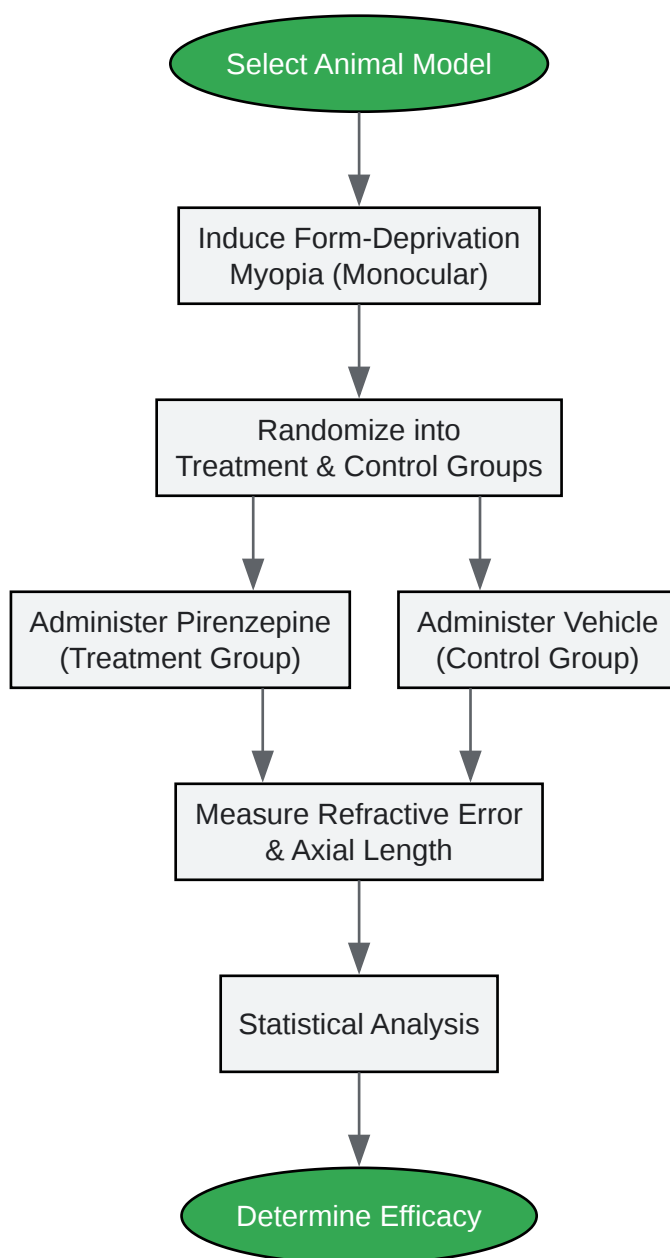 Select Animal Model
Induce Form-Deprivation
Myopia (Monocular)
Randomize into
Treatment & Control Groups
Administer Pirenzepine
(Treatment Group)
Administer Vehicle
(Control Group)
Measure Refractive Error
& Axial Length
Statistical Analysis
Determine Efficacy